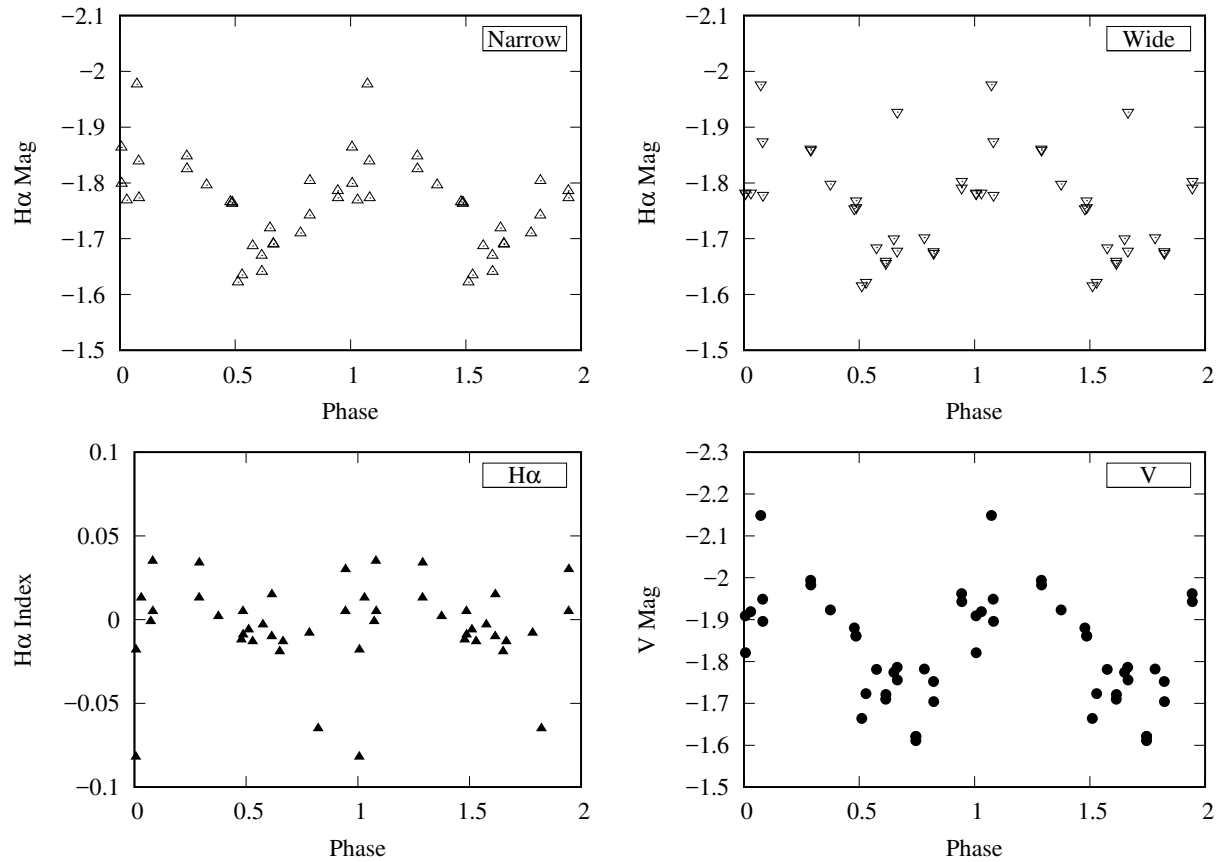 Narrow
Hα Mag
−2.1
−2
−1.9
−1.8
−1.7
−1.6
−1.5
0 0.5 1 1.5 2
Phase
Wide
Hα Mag
−2.1
−2
−1.9
−1.8
−1.7
−1.6
−1.5
0 0.5 1 1.5 2
Phase
Hα
Hα Index
0.1
0.05
0
−0.05
−0.1
0 0.5 1 1.5 2
Phase
V
V Mag
−2.3
−2.2
−2.1
−2
−1.9
−1.8
−1.7
−1.6
−1.5
0 0.5 1 1.5 2
Phase